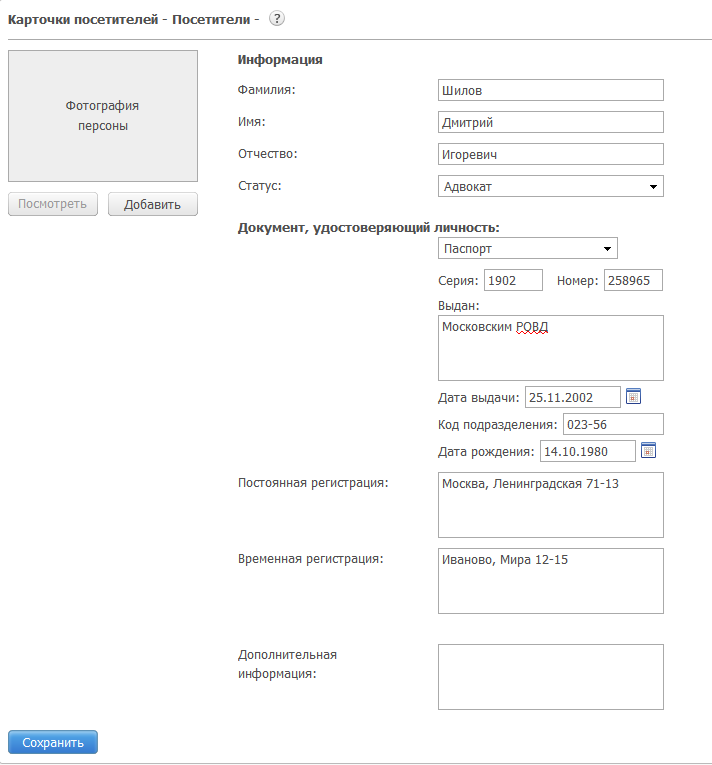 Карточки посетителей - Посетители - ?
Фотография
персоны
Посмотреть Добавить
Информация
Фамилия: Шилов
Имя: Дмитрий
Отчество: Игоревич
Статус: Адвокат
Документ, удостоверяющий личность:
Паспорт
Серия: 1902 Номер: 258965
Выдан:
Московским РОВД
Дата выдачи: 25.11.2002
Код подразделения: 023-56
Дата рождения: 14.10.1980
Постоянная регистрация: Москва, Ленинградская 71-13
Временная регистрация: Иваново, Мира 12-15
Дополнительная
информация:
Сохранить